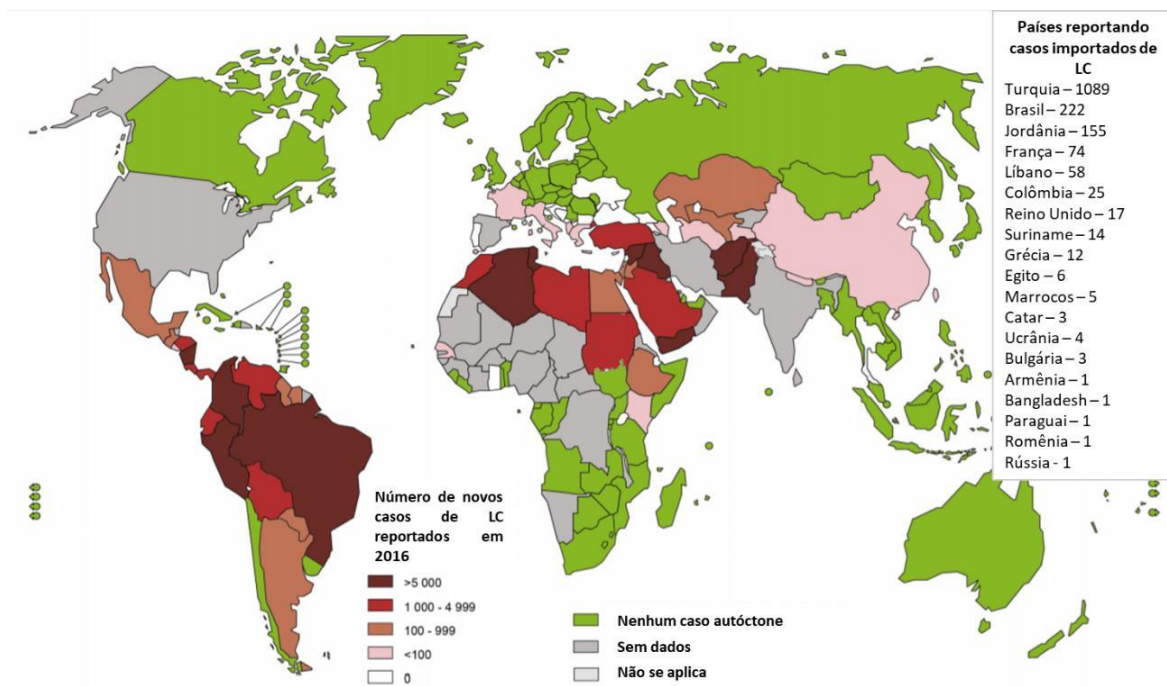 Países reportando
casos importados de
LC
Turquia – 1089
Brasil – 222
Jordânia – 155
França – 74
Líbano – 58
Colômbia – 25
Reino Unido – 17
Suriname – 14
Grécia – 12
Egito – 6
Marrocos – 5
Catar – 3
Ucrânia – 4
Bulgária – 3
Armênia – 1
Bangladesh – 1
Paraguai – 1
Romênia – 1
Rússia - 1
Número de novos
casos de LC
reportados em
2016
>5 000
1 000 - 4 999
100 - 999
<100
0
Nenhum caso autóctone
Sem dados
Não se aplica